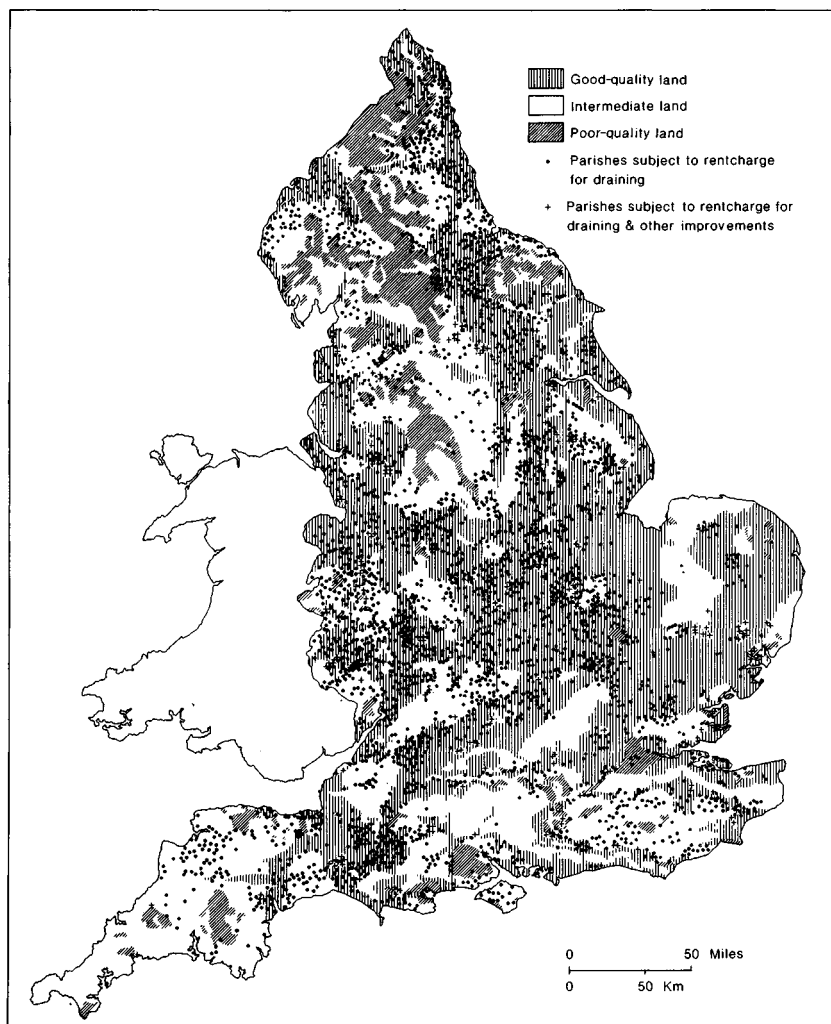 Good-quality land
Intermediate land
Poor-quality land
Parishes subject to rentcharge
for draining
Parishes subject to rentcharge for
draining & other improvements
0 50 Miles
0 50 Km